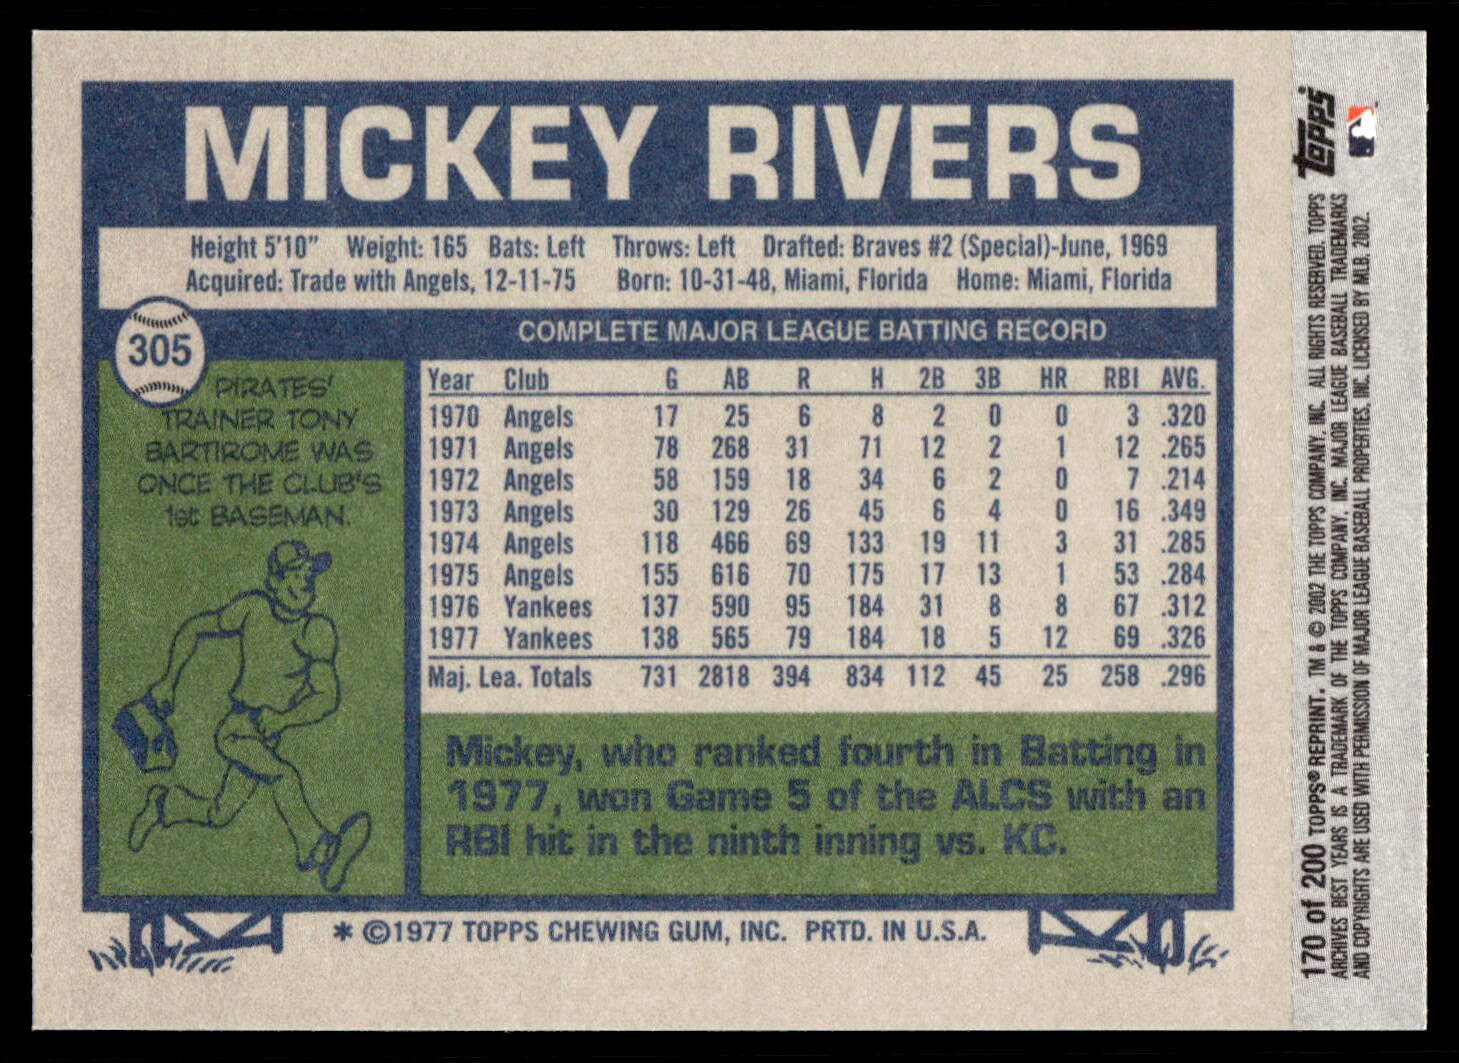 MICKEY RIVERS
Height 5'10" Weight: 165 Bats: Left Throws: Left Drafted: Braves #2 (Special)-June, 1969
Acquired: Trade with Angels, 12-11-75 Born: 10-31-48, Miami, Florida Home: Miami, Florida
305
PIRATES'
TRAINER TONY
BARTIROME WAS
ONCE THE CLUB'S
1st BASEMAN.
COMPLETE MAJOR LEAGUE BATTING RECORD
Year Club G AB R H 2B 3B HR RBI AVG.
1970 Angels 17 25 6 8 2 0 0 3 .320
1971 Angels 78 268 31 71 12 2 1 12 .265
1972 Angels 58 159 18 34 6 2 0 7 .214
1973 Angels 30 129 26 45 6 4 0 16 .349
1974 Angels 118 466 69 133 19 11 3 31 .285
1975 Angels 155 616 70 175 17 13 1 53 .284
1976 Yankees 137 590 95 184 31 8 8 67 .312
1977 Yankees 138 565 79 184 18 5 12 69 .326
Maj. Lea. Totals 731 2818 394 834 112 45 25 258 .296
Mickey, who ranked fourth in Batting in
1977, won Game 5 of the ALCS with an
RBI hit in the ninth inning vs. KC.
* ©1977 TOPPS CHEWING GUM, INC. PRTD. IN U.S.A.
Topps
170 of 200 TOPPS® REPRINT. TM & © 2002 THE TOPPS COMPANY, INC. ALL RIGHTS RESERVED. TOPPS
ARCHIVES BEST YEARS IS A TRADEMARK OF THE TOPPS COMPANY, INC. MAJOR LEAGUE BASEBALL TRADEMARKS
AND COPYRIGHTS ARE USED WITH PERMISSION OF MAJOR LEAGUE BASEBALL PROPERTIES, INC. LICENSED BY MLB, 2002.